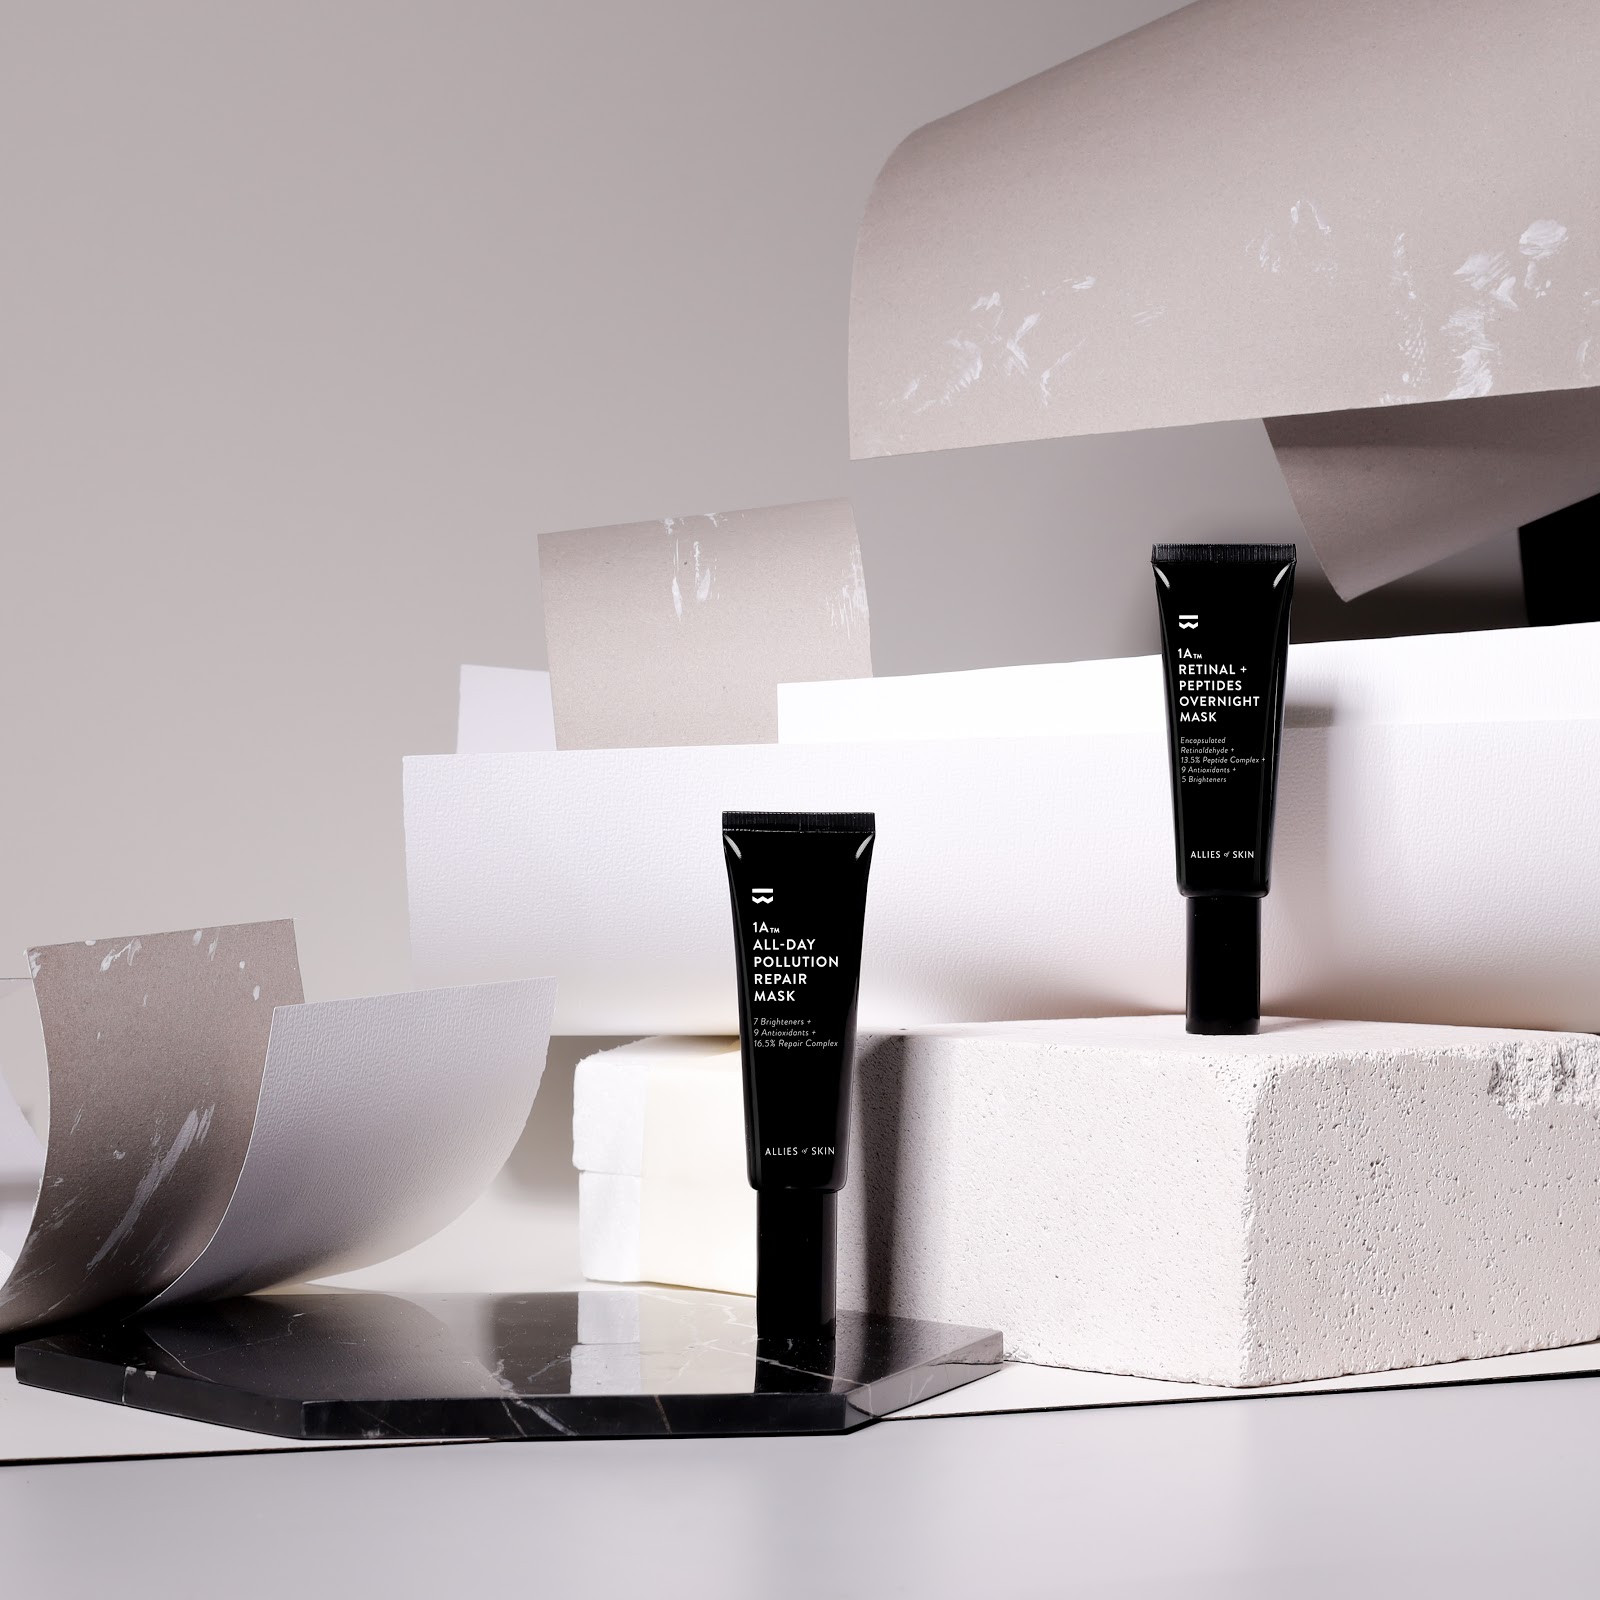 1A™
ALL-DAY
POLLUTION
REPAIR
MASK
7 Brighteners +
9 Antioxidants +
16.5% Repair Complex
ALLIES of SKIN
1A™
RETINAL +
PEPTIDES
OVERNIGHT
MASK
Encapsulated
Retinaldehyde +
13.5% Peptide Complex +
9 Antioxidants +
5 Brighteners
ALLIES of SKIN